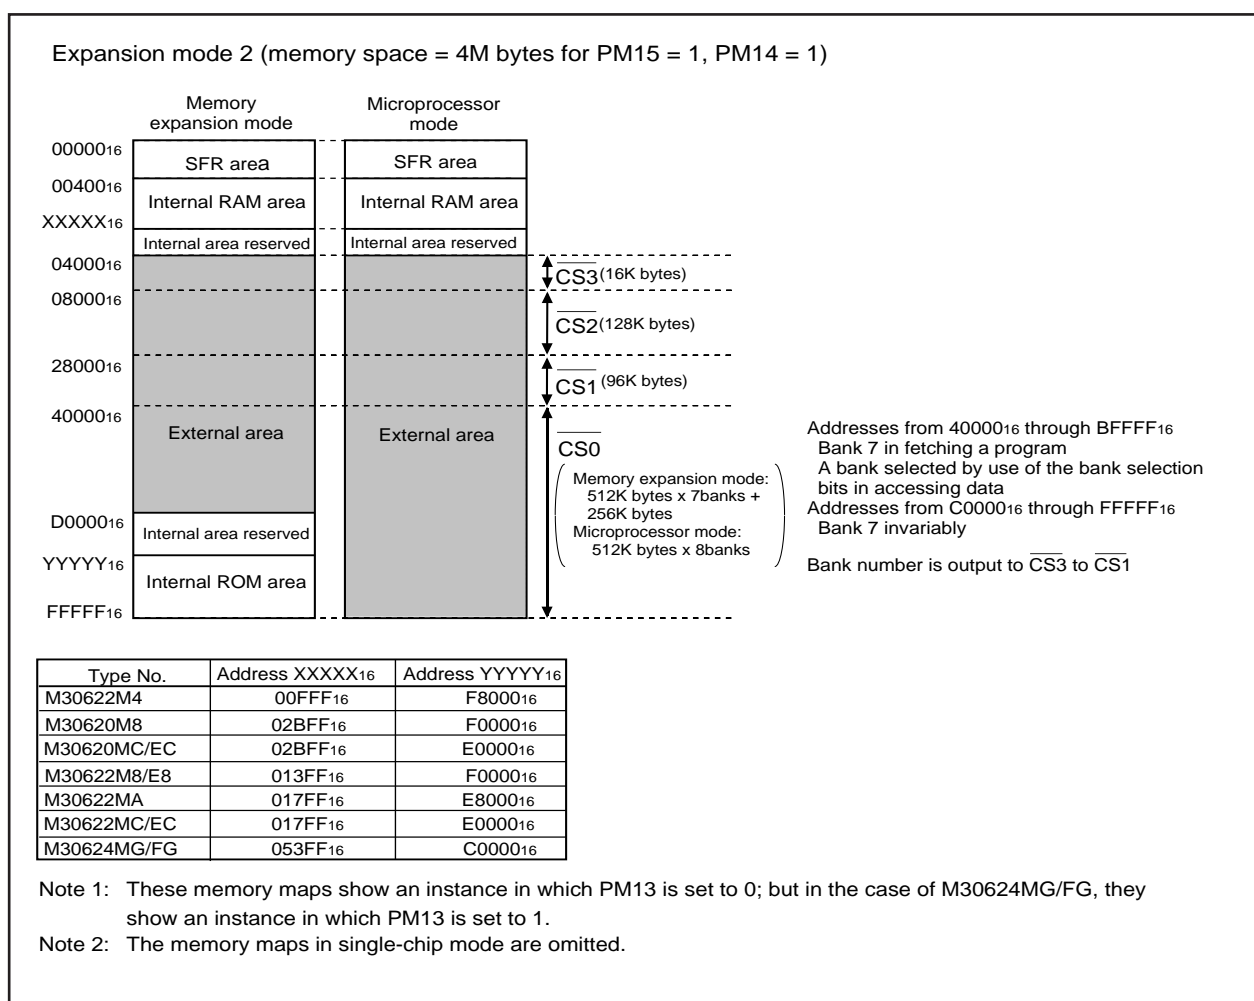 Expansion mode 2 (memory space = 4M bytes for PM15 = 1, PM14 = 1)
Memory expansion mode
Microprocessor mode
0000016
SFR area
SFR area
0040016
Internal RAM area
Internal RAM area
XXXXX16
Internal area reserved
Internal area reserved
0400016
CS3 (16K bytes)
0800016
CS2 (128K bytes)
2800016
CS1 (96K bytes)
4000016
External area
External area
CS0
Memory expansion mode:
512K bytes x 7banks +
256K bytes
Microprocessor mode:
512K bytes x 8banks
Addresses from 4000016 through BFFFF16
Bank 7 in fetching a program
A bank selected by use of the bank selection
bits in accessing data
Addresses from C000016 through FFFFF16
Bank 7 invariably
Bank number is output to CS3 to CS1
D000016
Internal area reserved
YYYYY16
Internal ROM area
FFFFF16
Type No. Address XXXXX16 Address YYYYY16
M30622M4 00FFF16 F800016
M30620M8 02BFF16 F000016
M30620MC/EC 02BFF16 E000016
M30622M8/E8 013FF16 F000016
M30622MA 017FF16 E800016
M30622MC/EC 017FF16 E000016
M30624MG/FG 053FF16 C000016
Note 1: These memory maps show an instance in which PM13 is set to 0; but in the case of M30624MG/FG, they
show an instance in which PM13 is set to 1.
Note 2: The memory maps in single-chip mode are omitted.